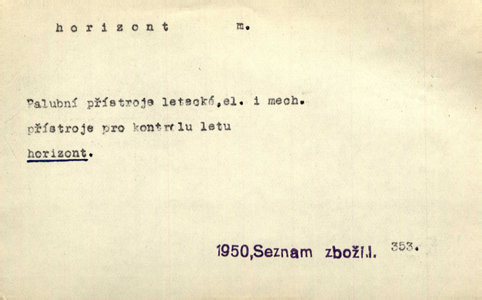 horizont m.
Palubní přístroje letecké,el. i mech.
přístroje pro kontrolu letu
horizont.
1950,Seznam zboží I. 353.